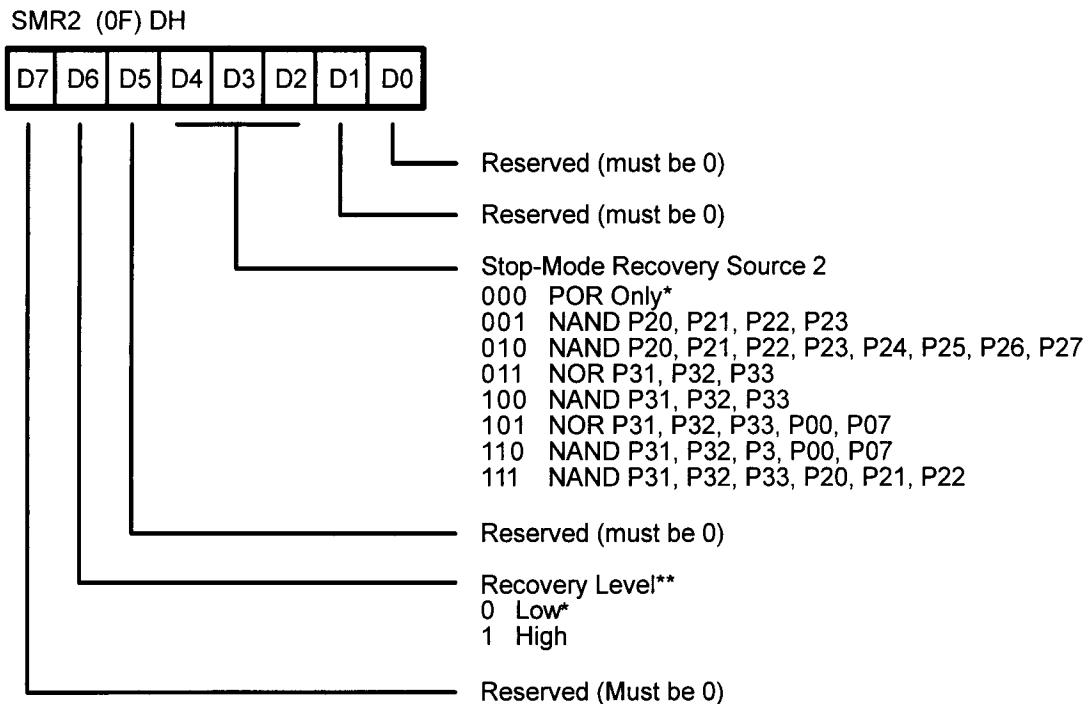 SMR2 (0F) DH
D7 D6 D5 D4 D3 D2 D1 D0
Reserved (must be 0)
Reserved (must be 0)
Stop-Mode Recovery Source 2
000 POR Only*
001 NAND P20, P21, P22, P23
010 NAND P20, P21, P22, P23, P24, P25, P26, P27
011 NOR P31, P32, P33
100 NAND P31, P32, P33
101 NOR P31, P32, P33, P00, P07
110 NAND P31, P32, P3, P00, P07
111 NAND P31, P32, P33, P20, P21, P22
Reserved (must be 0)
Recovery Level**
0 Low*
1 High
Reserved (Must be 0)